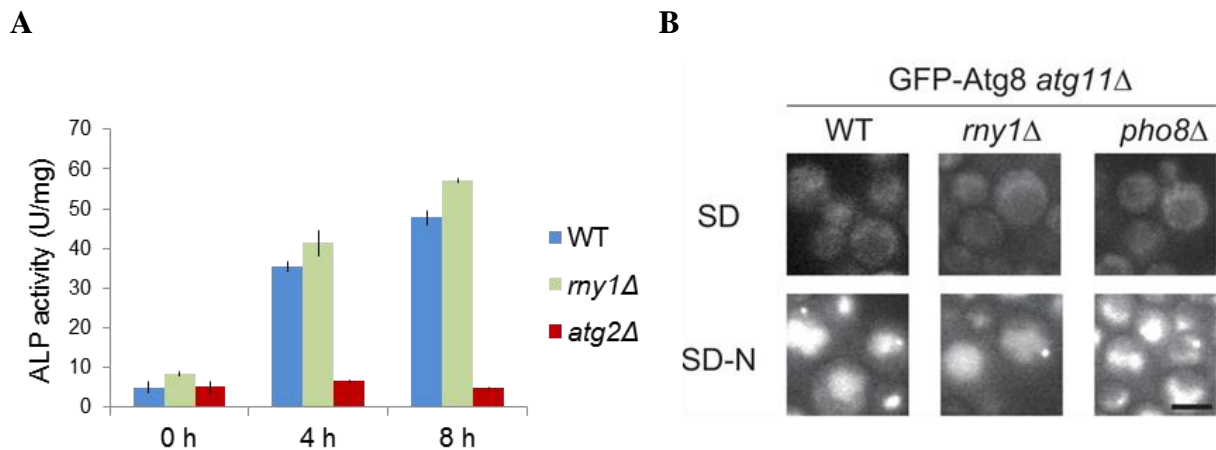 A
B
70
60
50
40
30
20
10
0
ALP activity (U/mg)
0 h
4 h
8 h
WT
rny1Δ
atg2Δ
GFP-Atg8 atg11Δ
WT
rny1Δ
pho8Δ
SD
SD-N